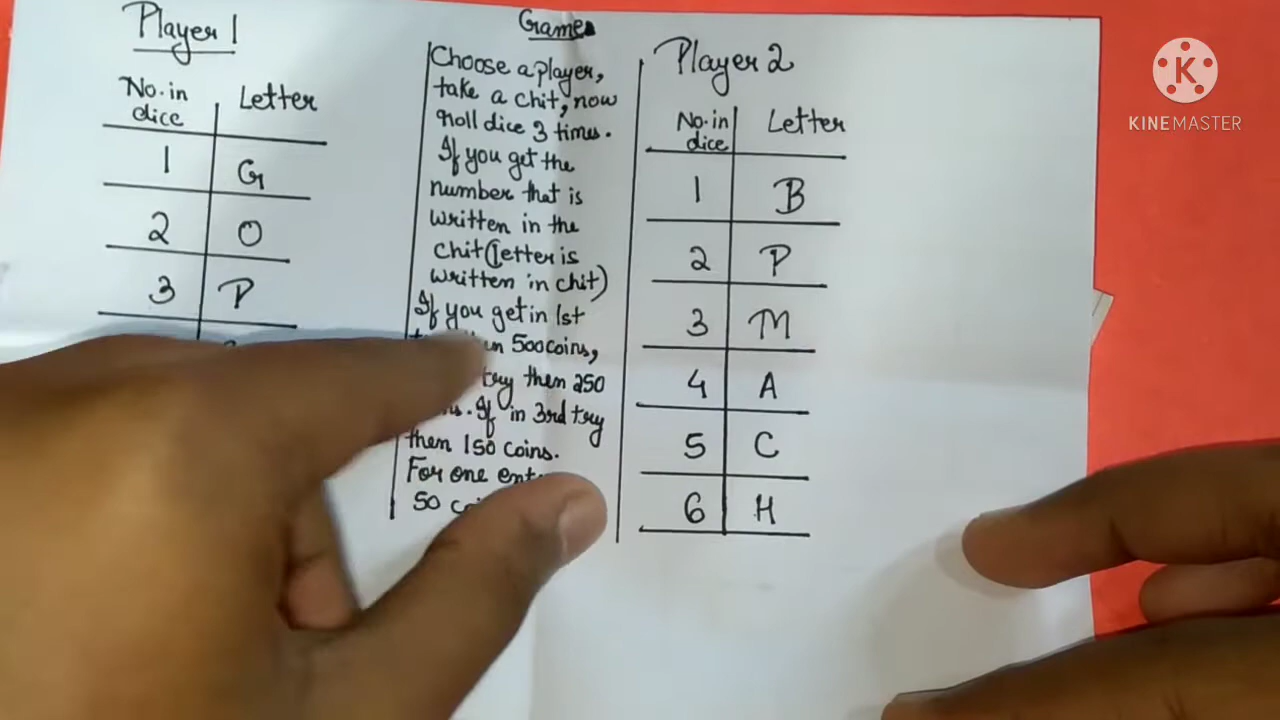 Player 1
No. in dice Letter
1 G
2 O
3 P
Game
Choose a player,
take a chit, now
roll dice 3 times.
If you get the
number that is
written in the
chit (letter is
written in chit)
If you get in 1st
500 coins,
try then 250
If in 3rd try
then 150 coins.
For one
50
Player 2
No. in dice Letter
1 B
2 P
3 M
4 A
5 C
6 H
K
KINEMASTER